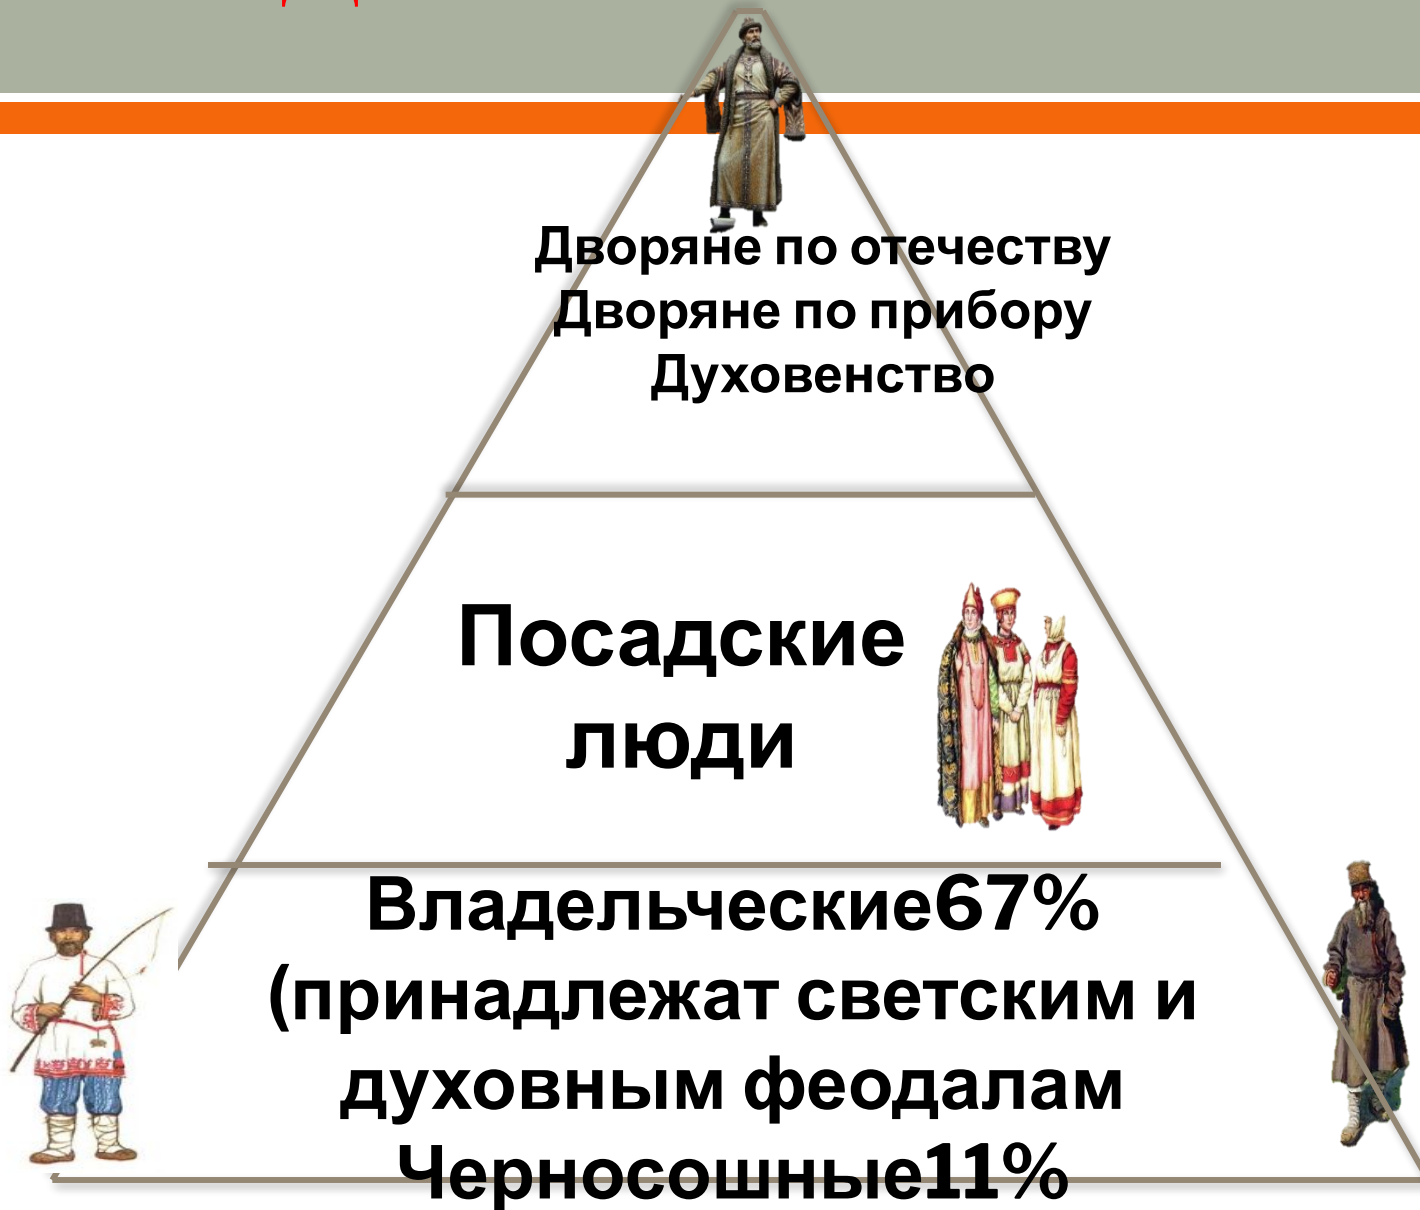 Дворяне по отечеству
Дворяне по прибору
Духовенство
Посадские
люди
Владельческие67%
(принадлежат светским и
духовным феодалам
Черносошные11%